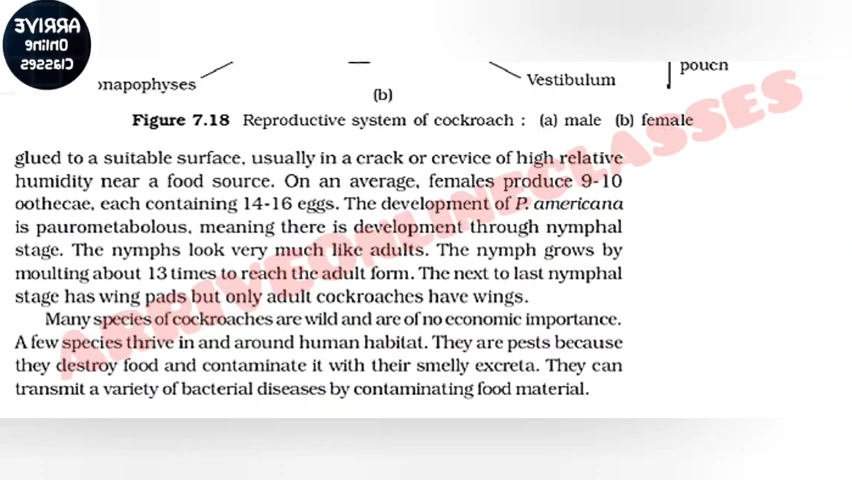 ARRIVE
Online
Classes
onapophyses
Vestibulum
pouch
(b)
Figure 7.18 Reproductive system of cockroach : (a) male (b) female
glued to a suitable surface, usually in a crack or crevice of high relative
humidity near a food source. On an average, females produce 9-10
oothecae, each containing 14-16 eggs. The development of P. americana
is paurometabolous, meaning there is development through nymphal
stage. The nymphs look very much like adults. The nymph grows by
moulting about 13 times to reach the adult form. The next to last nymphal
stage has wing pads but only adult cockroaches have wings.
Many species of cockroaches are wild and are of no economic importance.
A few species thrive in and around human habitat. They are pests because
they destroy food and contaminate it with their smelly excreta. They can
transmit a variety of bacterial diseases by contaminating food material.
ARRIVEONLINECLASSES